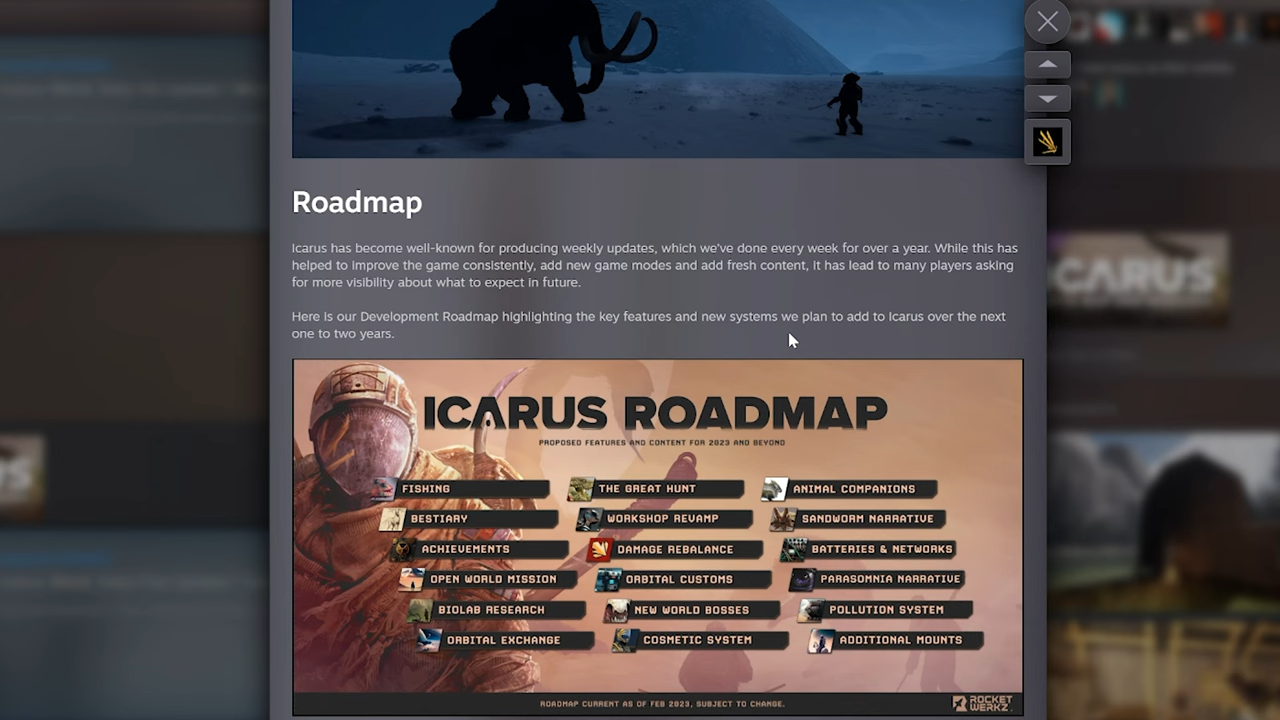 Roadmap
Icarus has become well-known for producing weekly updates, which we've done every week for over a year. While this has
helped to improve the game consistently, add new game modes and add fresh content, it has lead to many players asking
for more visibility about what to expect in future.
Here is our Development Roadmap highlighting the key features and new systems we plan to add to Icarus over the next
one to two years.
ICARUS ROADMAP
PROPOSED FEATURES AND CONTENT FOR 2023 AND BEYOND
FISHING THE GREAT HUNT ANIMAL COMPANIONS
BESTIARY WORKSHOP REVAMP SANDWORM NARRATIVE
ACHIEVEMENTS DAMAGE REBALANCE BATTERIES & NETWORKS
OPEN WORLD MISSION ORBITAL CUSTOMS PARASOMNIA NARRATIVE
BIOLAB RESEARCH NEW WORLD BOSSES POLLUTION SYSTEM
ORBITAL EXCHANGE COSMETIC SYSTEM ADDITIONAL MOUNTS
ROADMAP CURRENT AS OF FEB 2023, SUBJECT TO CHANGE.
ROCKET
WERKZ
ICARUS